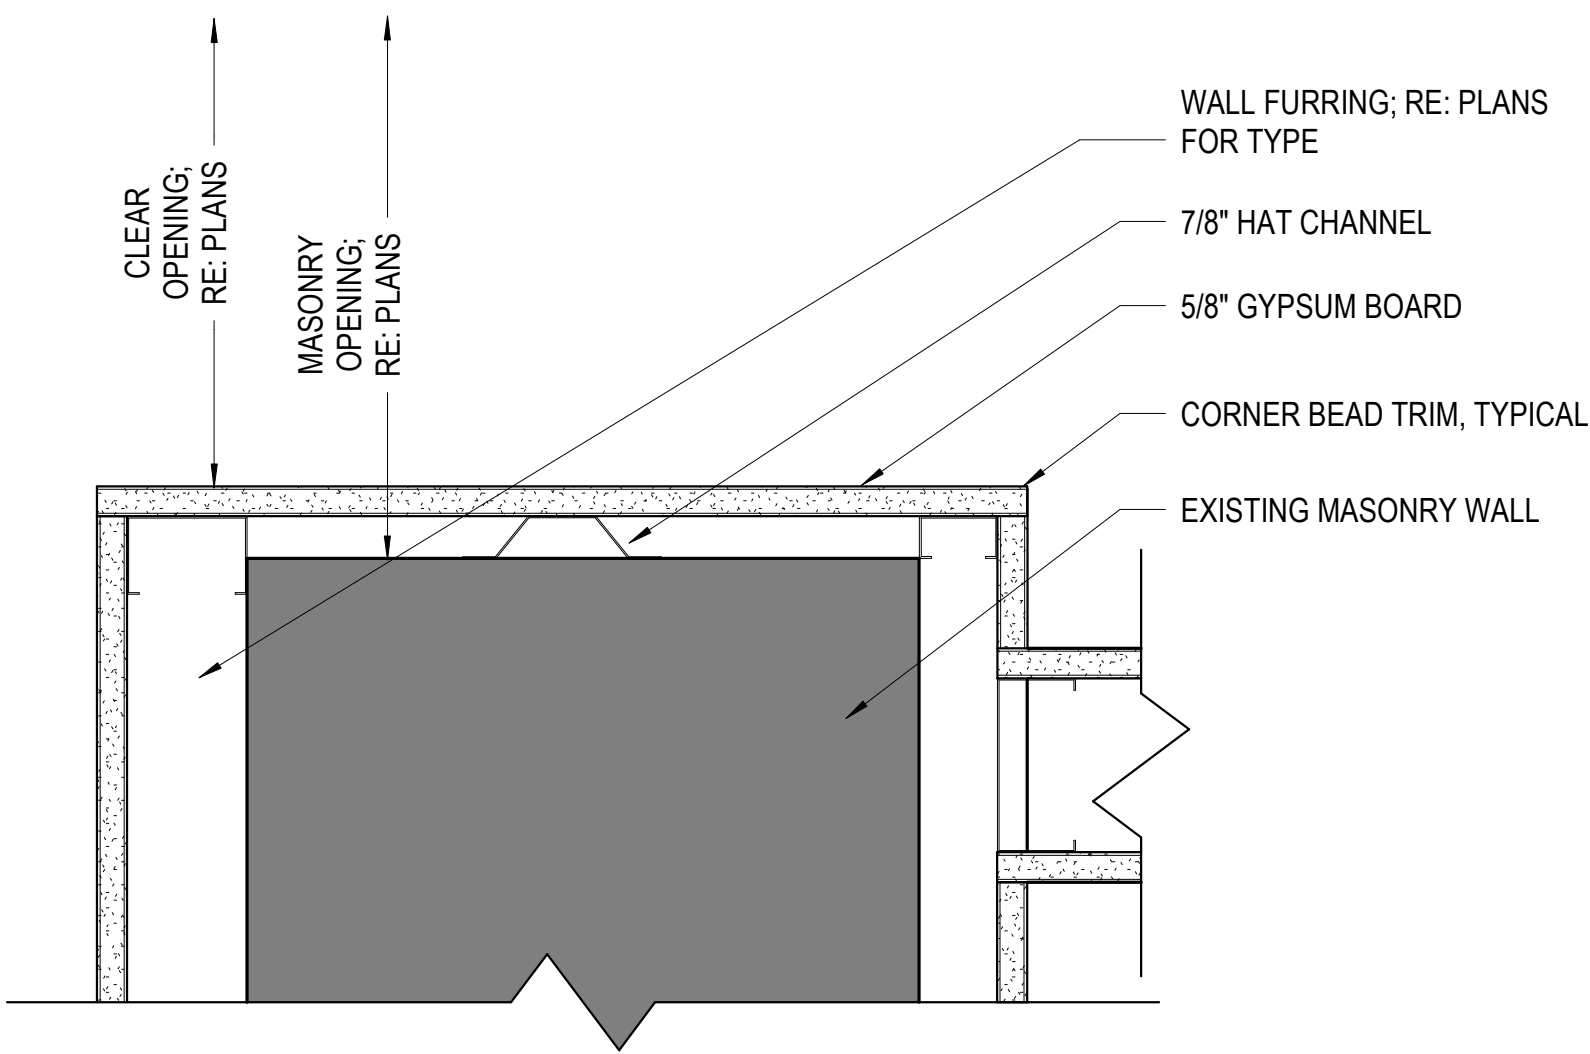 CLEAR
OPENING;
RE: PLANS
MASONRY
OPENING;
RE: PLANS
WALL FURRING; RE: PLANS
FOR TYPE
7/8" HAT CHANNEL
5/8" GYPSUM BOARD
CORNER BEAD TRIM, TYPICAL
EXISTING MASONRY WALL